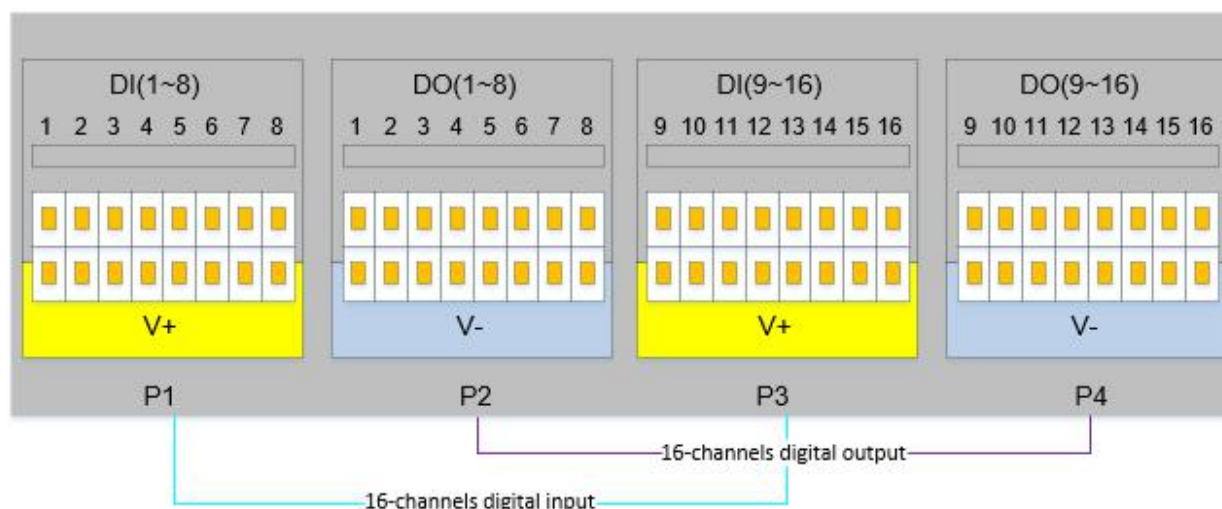 DI(1~8) DO(1~8) DI(9~16) DO(9~16)
1 2 3 4 5 6 7 8 1 2 3 4 5 6 7 8 9 10 11 12 13 14 15 16 9 10 11 12 13 14 15 16
V+ V- V+ V-
P1 P2 P3 P4
16-channels digital output
16-channels digital input